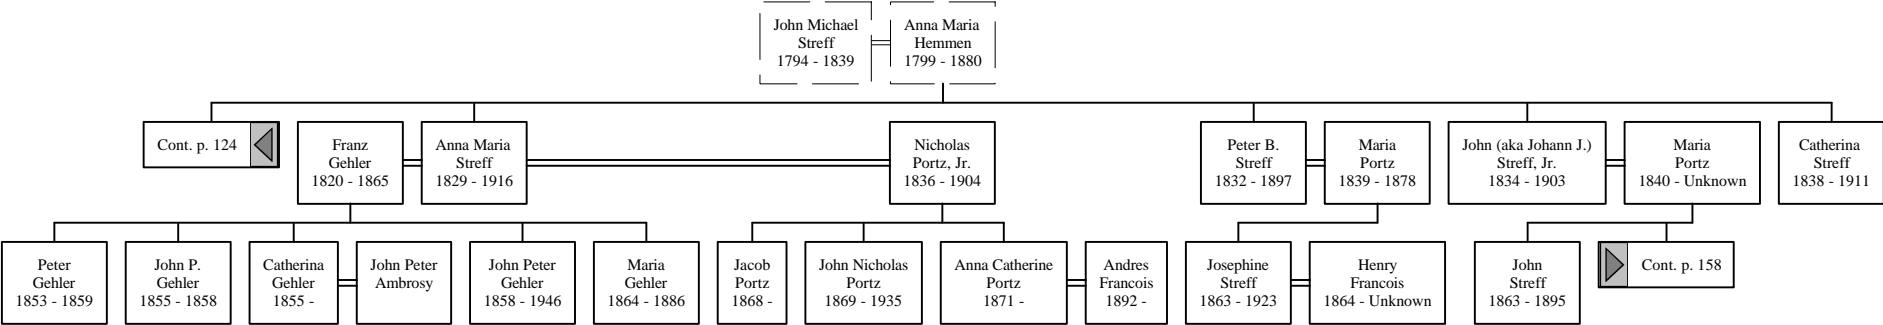 John Michael
Streff
1794 - 1839
Anna Maria
Hemmen
1799 - 1880
Cont. p. 124
Franz
Gehler
1820 - 1865
Anna Maria
Streff
1829 - 1916
Nicholas
Portz, Jr.
1836 - 1904
Peter B.
Streff
1832 - 1897
Maria
Portz
1839 - 1878
John (aka Johann J.)
Streff, Jr.
1834 - 1903
Maria
Portz
1840 - Unknown
Catherina
Streff
1838 - 1911
Peter
Gehler
1853 - 1859
John P.
Gehler
1855 - 1858
Catherina
Gehler
1855 -
John Peter
Ambrosy
John Peter
Gehler
1858 - 1946
Maria
Gehler
1864 - 1886
Jacob
Portz
1868 -
John Nicholas
Portz
1869 - 1935
Anna Catherine
Portz
1871 -
Andres
Francois
1892 -
Josephine
Streff
1863 - 1923
Henry
Francois
1864 - Unknown
John
Streff
1863 - 1895
Cont. p. 158